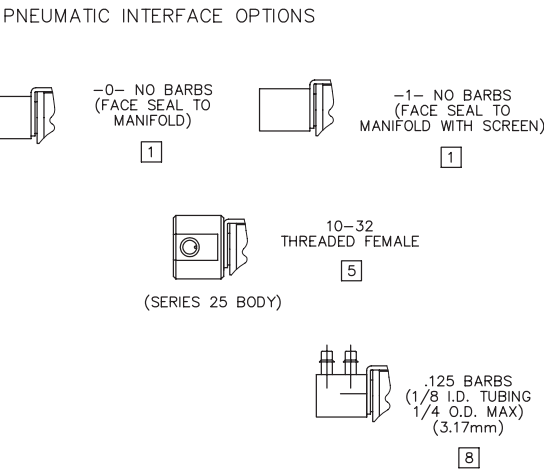 PNEUMATIC INTERFACE OPTIONS
-0- NO BARBS
(FACE SEAL TO
MANIFOLD)
1
-1- NO BARBS
(FACE SEAL TO
MANIFOLD WITH SCREEN)
1
10-32
THREADED FEMALE
5
(SERIES 25 BODY)
.125 BARBS
(1/8 I.D. TUBING
1/4 O.D. MAX)
(3.17mm)
8